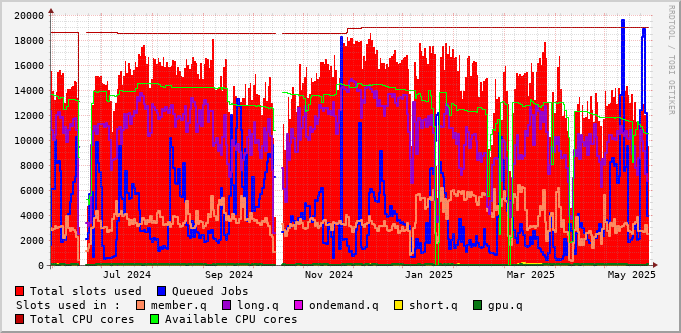 20000
18000
16000
14000
12000
10000
8000
6000
4000
2000
0
Jul 2024 Sep 2024 Nov 2024 Jan 2025 Mar 2025 May 2025
RRDTOOL / TOBI OETIKER
Total slots used Queued Jobs
Slots used in : member.q long.q ondemand.q short.q gpu.q
Total CPU cores Available CPU cores